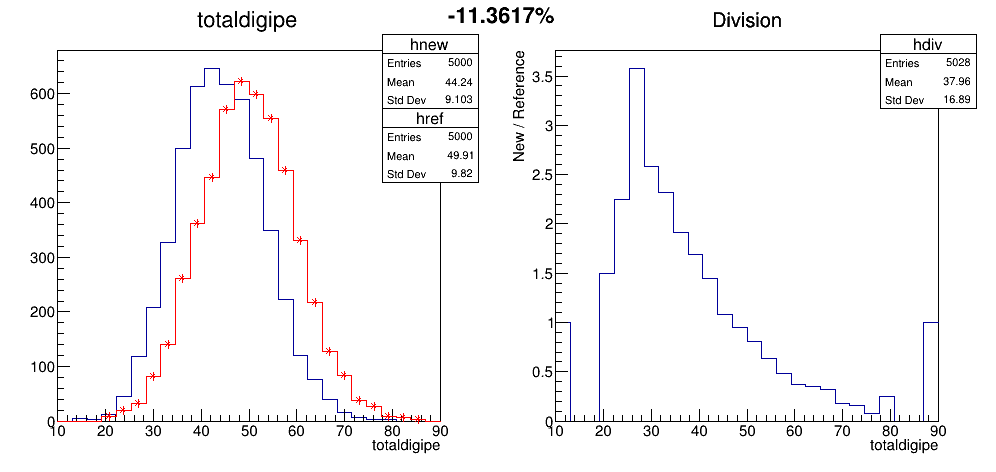 -11.3617%
totaldigipe
hnew
Entries 5000
Mean 44.24
Std Dev 9.103
href
Entries 5000
Mean 49.91
Std Dev 9.82
600
500
400
300
200
100
0
10 20 30 40 50 60 70 80 90
totaldigipe
Division
hdiv
Entries 5028
Mean 37.96
Std Dev 16.89
New / Reference
3.5
3
2.5
2
1.5
1
0.5
0
10 20 30 40 50 60 70 80 90
totaldigipe